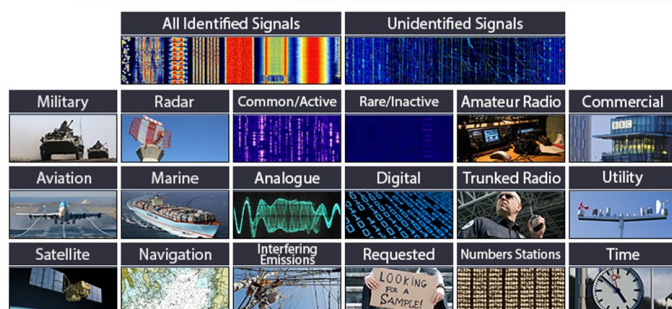 All Identified Signals
Unidentified Signals
Military
Radar
Common/Active
Rare/Inactive
Amateur Radio
Commercial
BBC
Aviation
Marine
Analogue
Digital
Trunked Radio
Utility
Satellite
Navigation
Interfering
Emissions
Requested
LOOKING
FOR A
SAMPLE!
Numbers Stations
Time